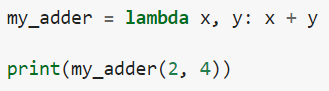 my_adder = lambda x, y: x + y
print(my_adder(2, 4))